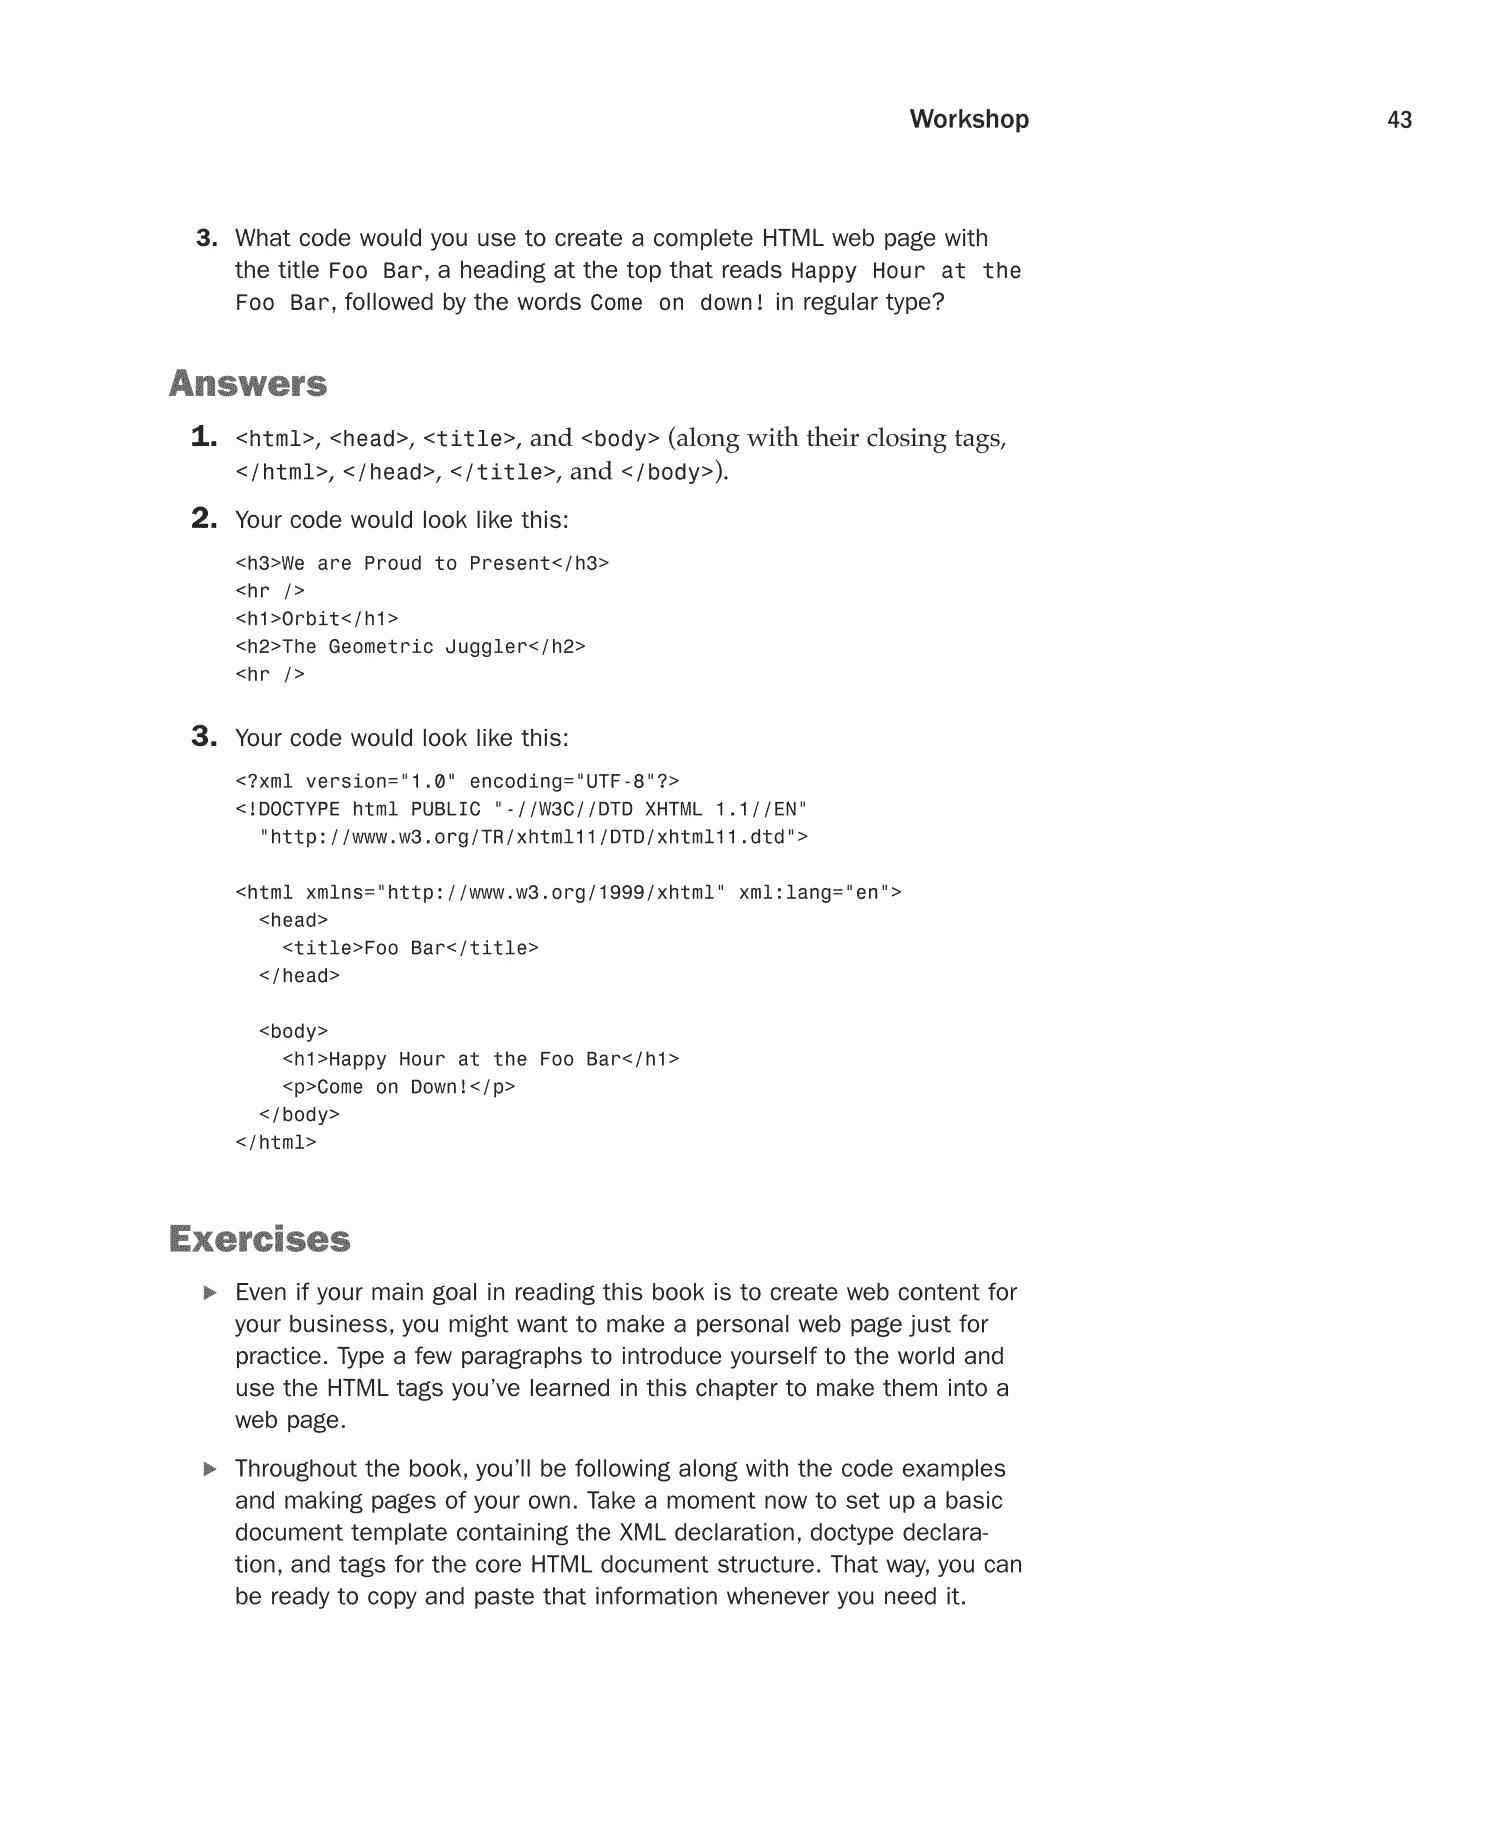 Workshop 43
3. What code would you use to create a complete HTML web page with
the title Foo Bar, a heading at the top that reads Happy Hour at the
Foo Bar, followed by the words Come on down! in regular type?
Answers
1. <html>, <head>, <title>, and <body> (along with their closing tags,
</html>, </head>, </title>, and </body>).
2. Your code would look like this:
<h3>We are Proud to Present</h3>
<hr />
<h1>Orbit</h1>
<h2>The Geometric Juggler</h2>
<hr />
3. Your code would look like this:
<?xml version="1.0" encoding="UTF-8"?>
<!DOCTYPE html PUBLIC "-//W3C//DTD XHTML 1.1//EN"
  "http://www.w3.org/TR/xhtml11/DTD/xhtml11.dtd">
<html xmlns="http://www.w3.org/1999/xhtml" xml:lang="en">
  <head>
    <title>Foo Bar</title>
  </head>
  <body>
    <h1>Happy Hour at the Foo Bar</h1>
    <p>Come on Down!</p>
  </body>
</html>
Exercises
▶ Even if your main goal in reading this book is to create web content for
your business, you might want to make a personal web page just for
practice. Type a few paragraphs to introduce yourself to the world and
use the HTML tags you’ve learned in this chapter to make them into a
web page.
▶ Throughout the book, you’ll be following along with the code examples
and making pages of your own. Take a moment now to set up a basic
document template containing the XML declaration, doctype declara-
tion, and tags for the core HTML document structure. That way, you can
be ready to copy and paste that information whenever you need it.